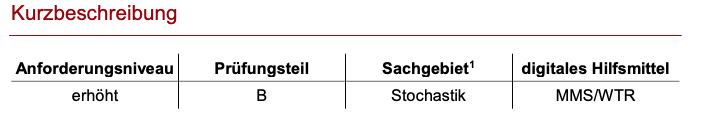 Kurzbeschreibung
Anforderungsniveau Prüfungsteil Sachgebiet¹ digitales Hilfsmittel
erhöht B Stochastik MMS/WTR